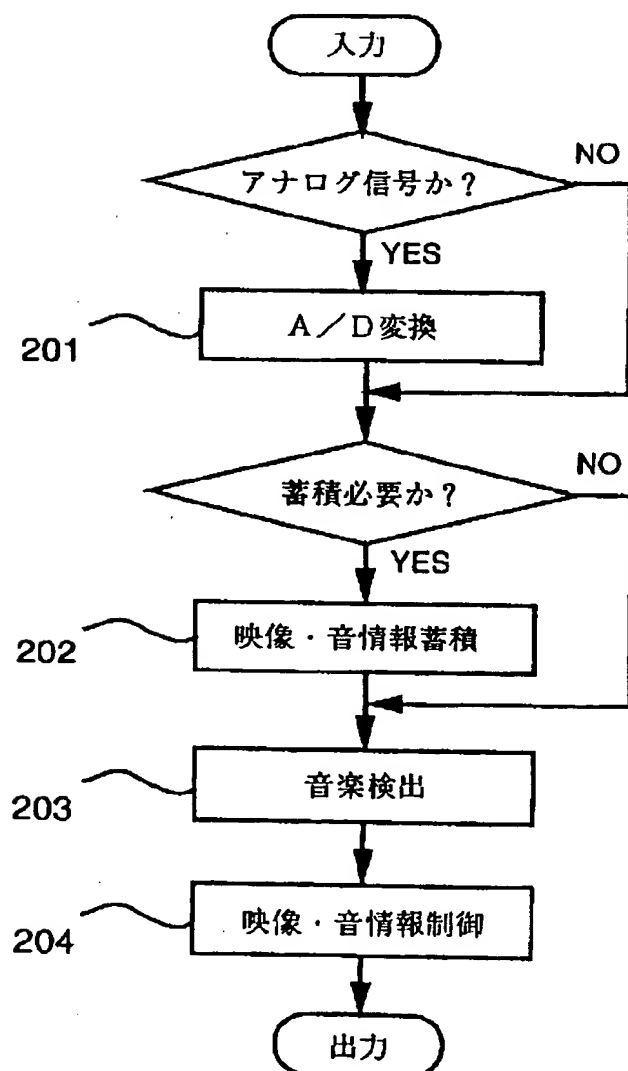 入力
アナログ信号か?
NO
YES
201
A/D変換
蓄積必要か?
NO
YES
202
映像・音情報蓄積
203
音楽検出
204
映像・音情報制御
出力